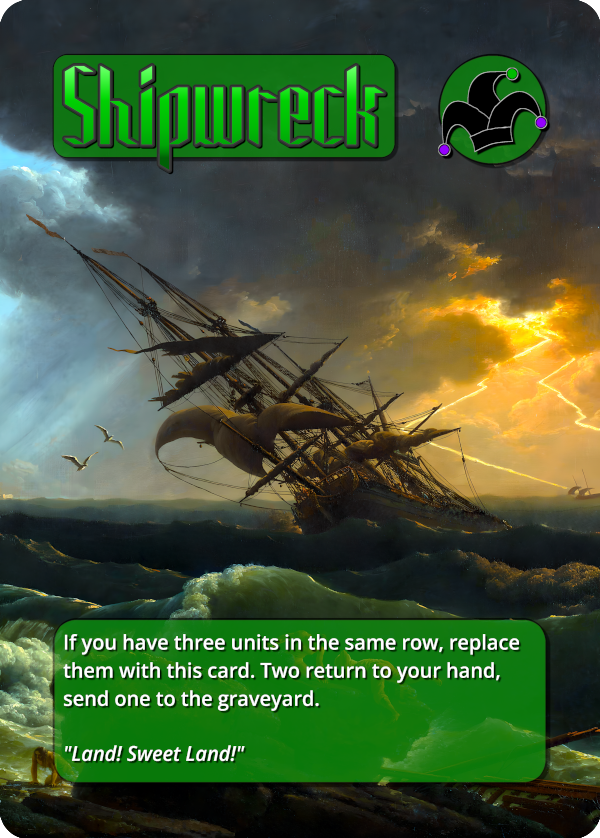 Shipwreck
If you have three units in the same row, replace
them with this card. Two return to your hand,
send one to the graveyard.
"Land! Sweet Land!"